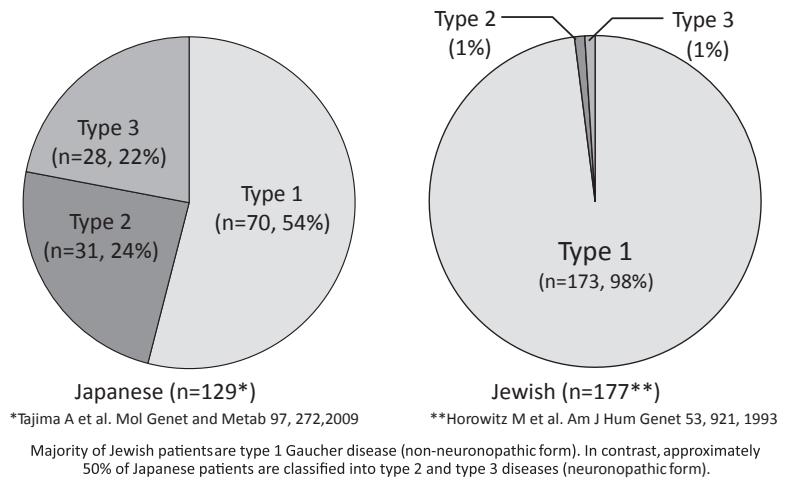 Type 3
(n=28, 22%)
Type 2
(n=31, 24%)
Type 1
(n=70, 54%)
Japanese (n=129*)
*Tajima A et al. Mol Genet and Metab 97, 272,2009
Type 2
(1%)
Type 3
(1%)
Type 1
(n=173, 98%)
Jewish (n=177**)
**Horowitz M et al. Am J Hum Genet 53, 921, 1993
Majority of Jewish patients are type 1 Gaucher disease (non-neuronopathic form). In contrast, approximately
50% of Japanese patients are classified into type 2 and type 3 diseases (neuronopathic form).